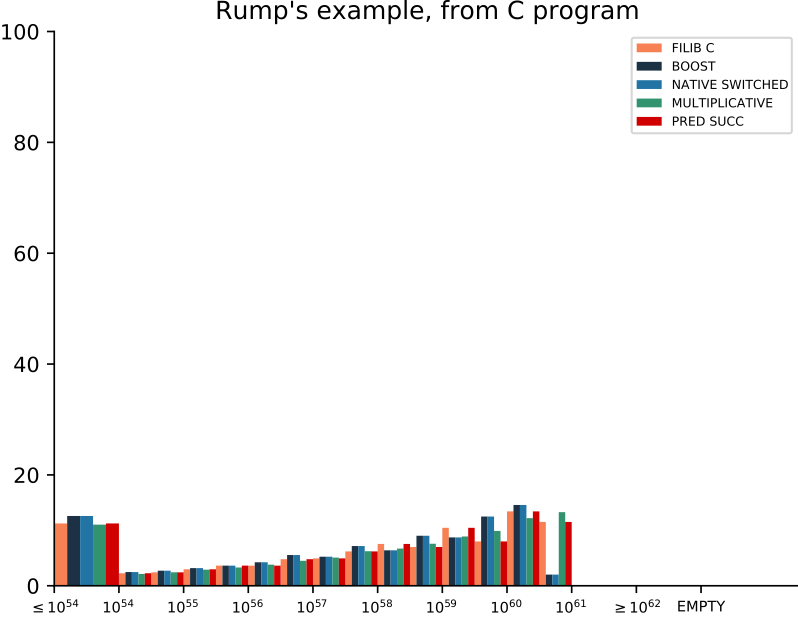 Rump's example, from C program
100
80
60
40
20
0
FILIB C
BOOST
NATIVE SWITCHED
MULTIPLICATIVE
PRED SUCC
≤10⁵⁴ 10⁵⁴ 10⁵⁵ 10⁵⁶ 10⁵⁷ 10⁵⁸ 10⁵⁹ 10⁶⁰ 10⁶¹ ≥10⁶² EMPTY